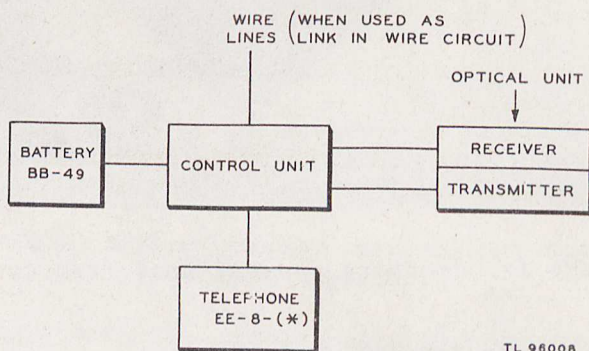 WIRE (WHEN USED AS
LINES LINK IN WIRE CIRCUIT)
OPTICAL UNIT
BATTERY
BB-49
CONTROL UNIT
RECEIVER
TRANSMITTER
TELEPHONE
EE-8-(*)
TL 96008